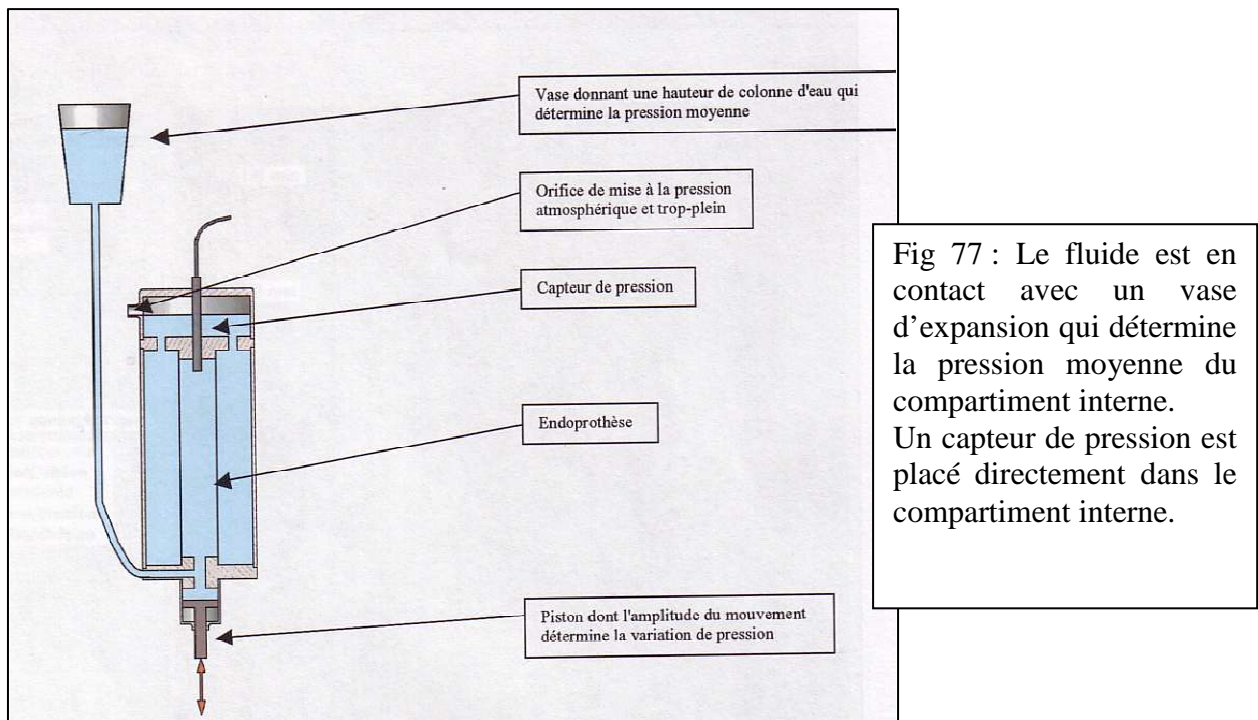 Vase donnant une hauteur de colonne d'eau qui
détermine la pression moyenne
Orifice de mise à la pression
atmosphérique et trop-plein
Capteur de pression
Endoprothèse
Piston dont l'amplitude du mouvement
détermine la variation de pression
Fig 77 : Le fluide est en
contact avec un vase
d'expansion qui détermine
la pression moyenne du
compartiment interne.
Un capteur de pression est
placé directement dans le
compartiment interne.